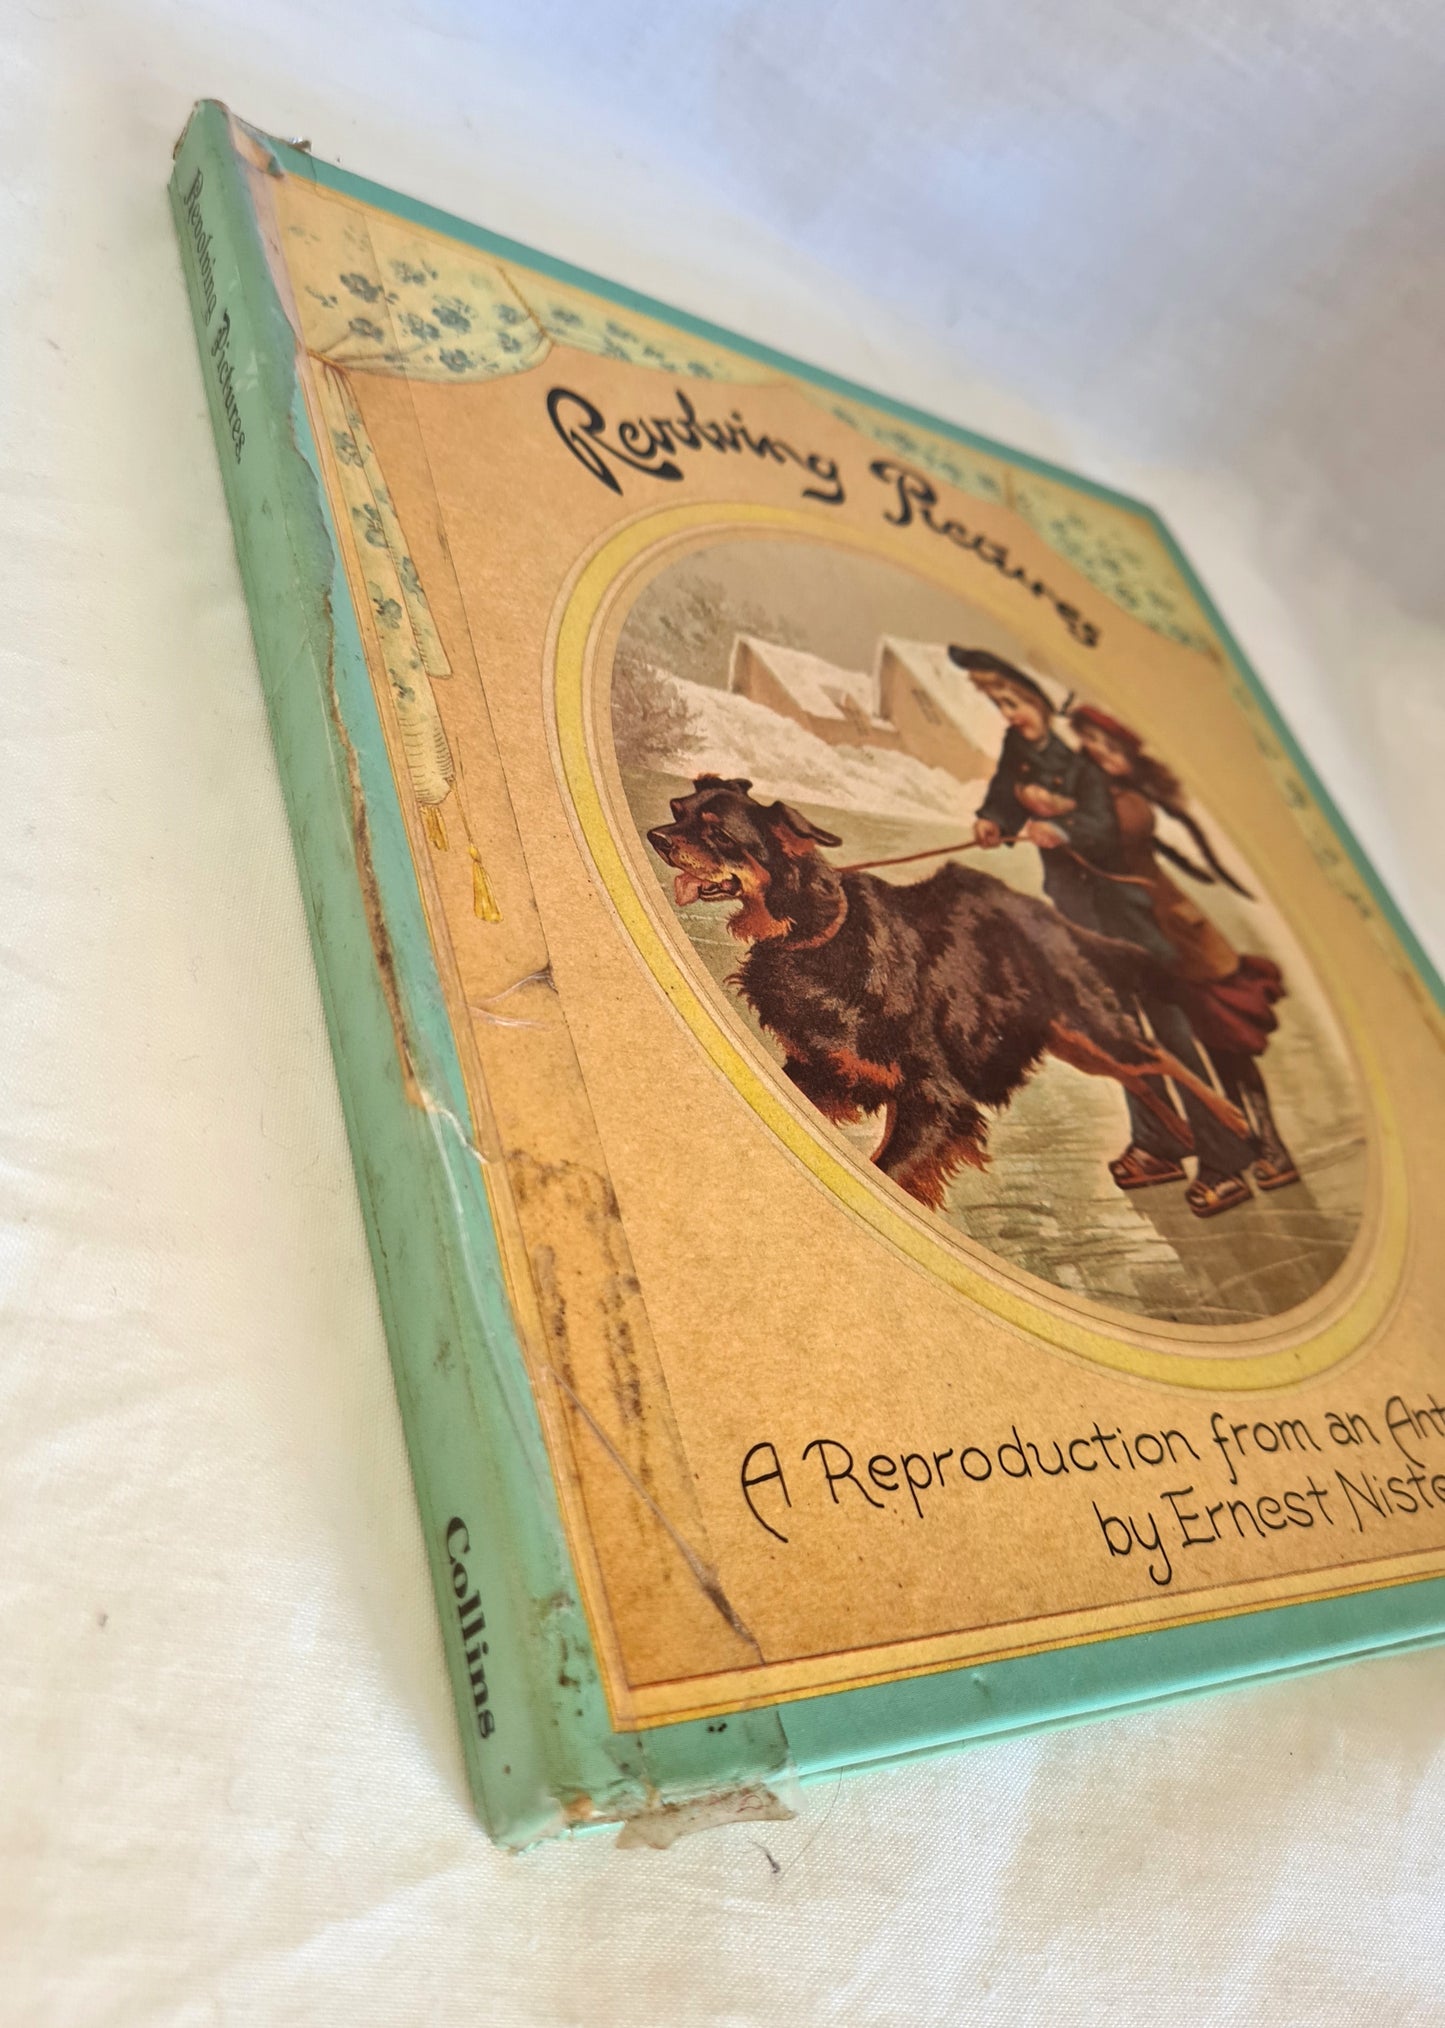 Revolving Pictures
Collins
Revolving Pictures
A Reproduction from an Ant
by Ernest Niste